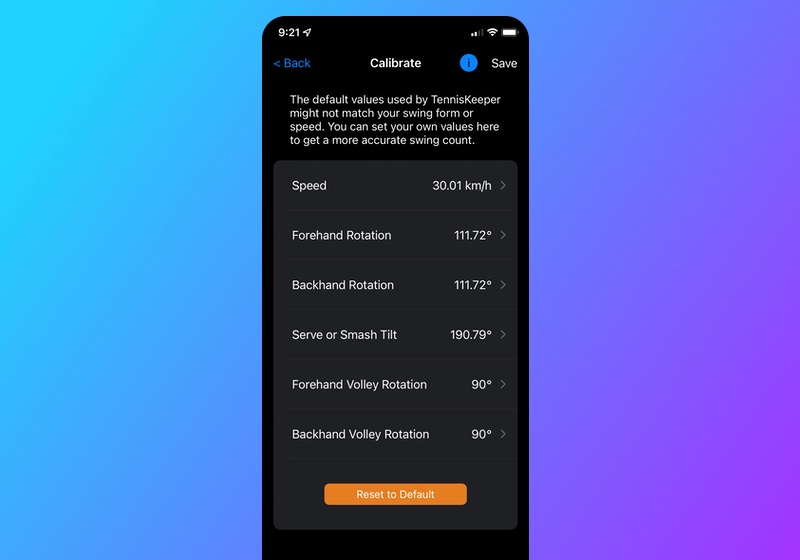 9:21
< Back
Calibrate
i
Save
The default values used by TennisKeeper
might not match your swing form or
speed. You can set your own values here
to get a more accurate swing count.
Speed 30.01 km/h
Forehand Rotation 111.72°
Backhand Rotation 111.72°
Serve or Smash Tilt 190.79°
Forehand Volley Rotation 90°
Backhand Volley Rotation 90°
Reset to Default